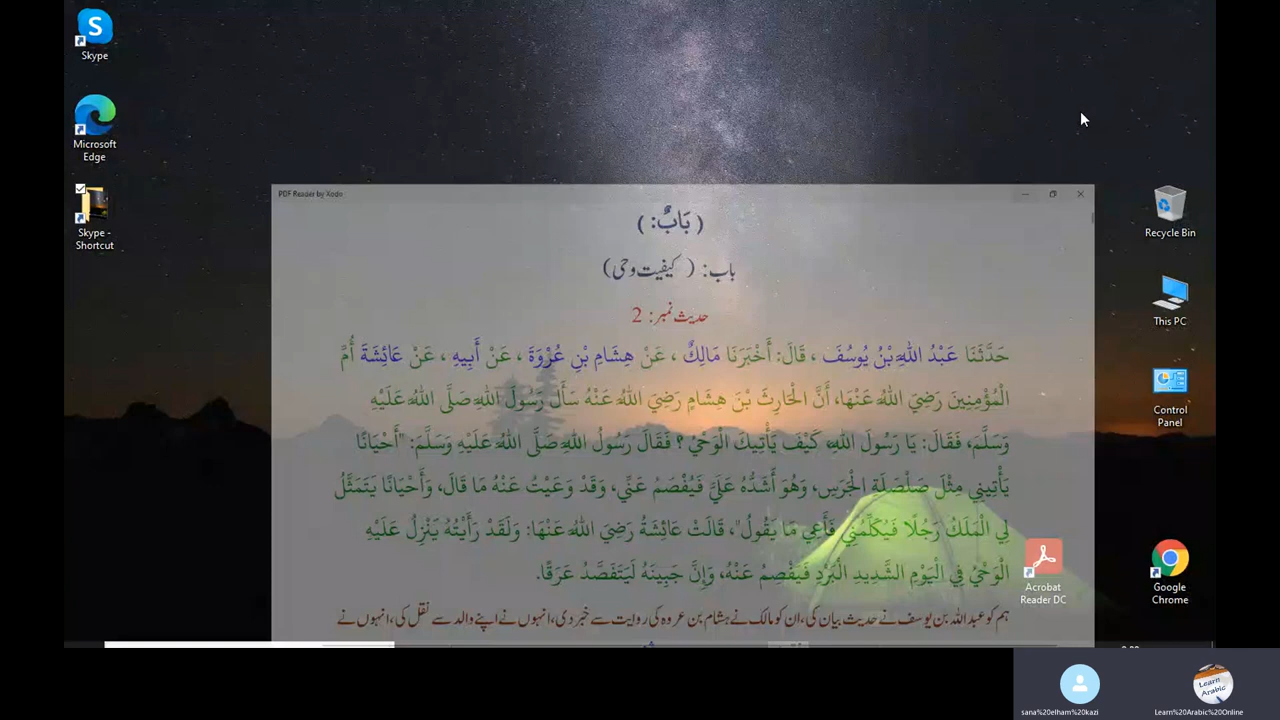 Skype
Microsoft
Edge
Skype -
Shortcut
Recycle Bin
This PC
Control
Panel
Acrobat
Reader DC
Google
Chrome
PDF Reader by Xodo
( بَابٌ: )
باب: ( کیفیت وحی)
حدیث نمبر: 2
حَدَّثَنَا عَبْدُ اللَّهِ بْنُ يُوسُفَ ، قَالَ: أَخْبَرَنَا مَالِكٌ ، عَنْ هِشَامِ بْنِ عُرْوَةَ ، عَنْ أَبِيهِ ، عَنْ عَائِشَةَ أُمِّ
الْمُؤْمِنِينَ رَضِيَ اللَّهُ عَنْهَا، أَنَّ الْحَارِثَ بْنَ هِشَامٍ رَضِيَ اللَّهُ عَنْهُ سَأَلَ رَسُولَ اللَّهِ صَلَّى اللَّهُ عَلَيْهِ
وَسَلَّمَ، فَقَالَ: يَا رَسُولَ اللَّهِ، كَيْفَ يَأْتِيكَ الْوَحْيُ ؟ فَقَالَ رَسُولُ اللَّهِ صَلَّى اللَّهُ عَلَيْهِ وَسَلَّمَ: "أَحْيَانًا
يَأْتِينِي مِثْلَ صَلْصَلَةِ الْجَرَسِ، وَهُوَ أَشَدُّهُ عَلَيَّ فَيُفْصَمُ عَنِّي، وَقَدْ وَعَيْتُ عَنْهُ مَا قَالَ، وَأَحْيَانًا يَتَمَثَّلُ
لِي الْمَلَكُ رَجُلًا فَيُكَلِّمُنِي فَأَعِي مَا يَقُولُ"، قَالَتْ عَائِشَةُ رَضِيَ اللَّهُ عَنْهَا: وَلَقَدْ رَأَيْتُهُ يَنْزِلُ عَلَيْهِ
الْوَحْيُ فِي الْيَوْمِ الشَّدِيدِ الْبَرْدِ فَيَفْصِمُ عَنْهُ، وَإِنَّ جَبِينَهُ لَيَتَفَصَّدُ عَرَقًا.
ہم کو عبداللہ بن یوسف نے حدیث بیان کی، ان کو مالک نے ہشام بن عروہ کی روایت سے خبر دی، انہوں نے اپنے والد سے نقل کی، انہوں نے
sana%20elham%20kazi
Learn%20Arabic%20Online
Learn
Arabic